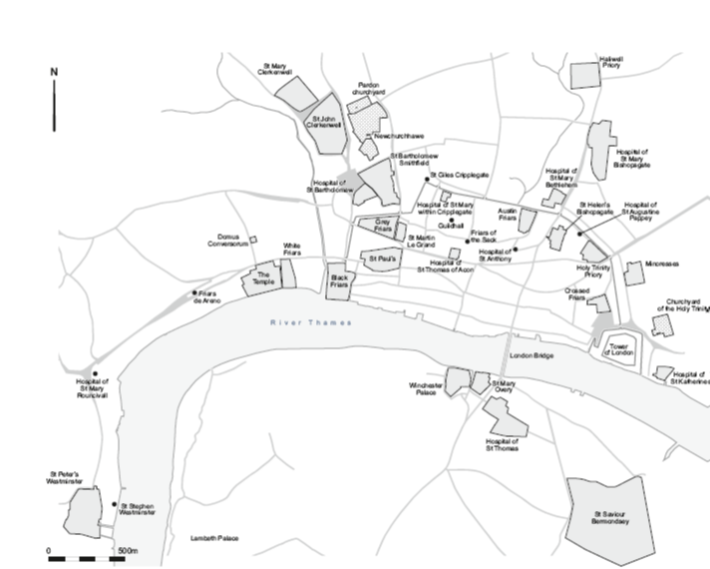 N
St Mary
Clerkenwell
St John
Clerkenwell
Pardon
churchyard
Newchurchhawe
Haliwell
Priory
St Bartholomew
Smithfield
Hospital of
St Bartholomew
St Giles Cripplegate
Hospital of
St Mary
Bishopsgate
Hospital of
St Mary
Bethlehem
Hospital of St Mary
within Cripplegate
Guildhall
Austin
Friars
St Helen's
Bishopsgate
Hospital of
St Augustine
Pappey
Grey
Friars
St Martin
Le Grand
Friars of
the Sack
Hospital of
St Anthony
Domus
Conversorum
White
Friars
St Paul's
Hospital of
St Thomas of Acon
Holy Trinity
Priory
Minoresses
The
Temple
Black
Friars
Friars
de Areno
Crossed
Friars
Churchyard
of the Holy Trinity
River Thames
London Bridge
Tower
of London
Hospital of
St Mary
Rouncivall
Winchester
Palace
St Mary
Overy
Hospital of
St Katherine
Hospital of
St Thomas
St Peter's
Westminster
St Stephen
Westminster
St Saviour
Bermondsey
Lambeth Palace
0 500m